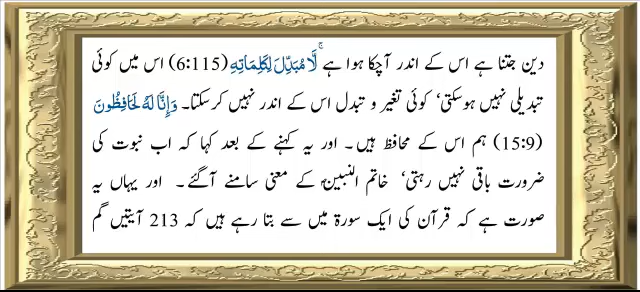 دین جتنا ہے اس کے اندر آچکا ہوا ہے لَّا مُبَدِّلَ لِكَلِمَاتِهِ ۚ (6:115) اس میں کوئی
تبدیلی نہیں ہوسکتی‘ کوئی تغیر و تبدل اس کے اندر نہیں کرسکتا۔ وَإِنَّا لَهُ لَحَافِظُونَ
(15:9) ہم اس کے محافظ ہیں۔ اور یہ کہنے کے بعد کہا کہ اب نبوت کی
ضرورت باقی نہیں رہتی‘ خاتم النبیین کے معنی سامنے آگئے۔ اور یہاں یہ
صورت ہے کہ قرآن کی ایک سورۃ میں سے بتا رہے ہیں کہ 213 آیتیں گم